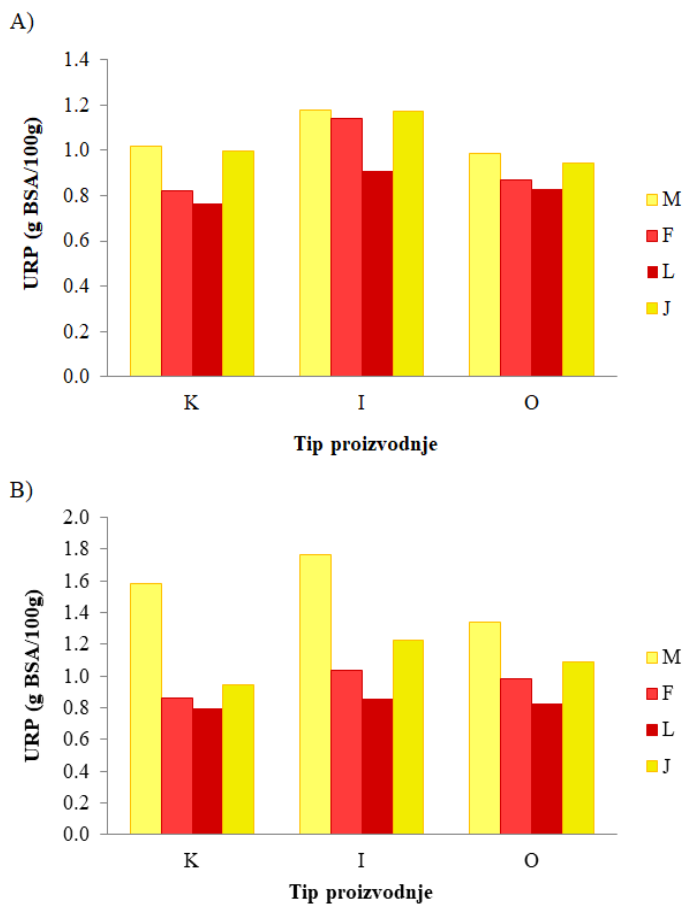 A)
URP (g BSA/100g)
1.4
1.2
1.0
0.8
0.6
0.4
0.2
0.0
K I O
Tip proizvodnje
M
F
L
J
B)
URP (g BSA/100g)
2.0
1.8
1.6
1.4
1.2
1.0
0.8
0.6
0.4
0.2
0.0
K I O
Tip proizvodnje
M
F
L
J